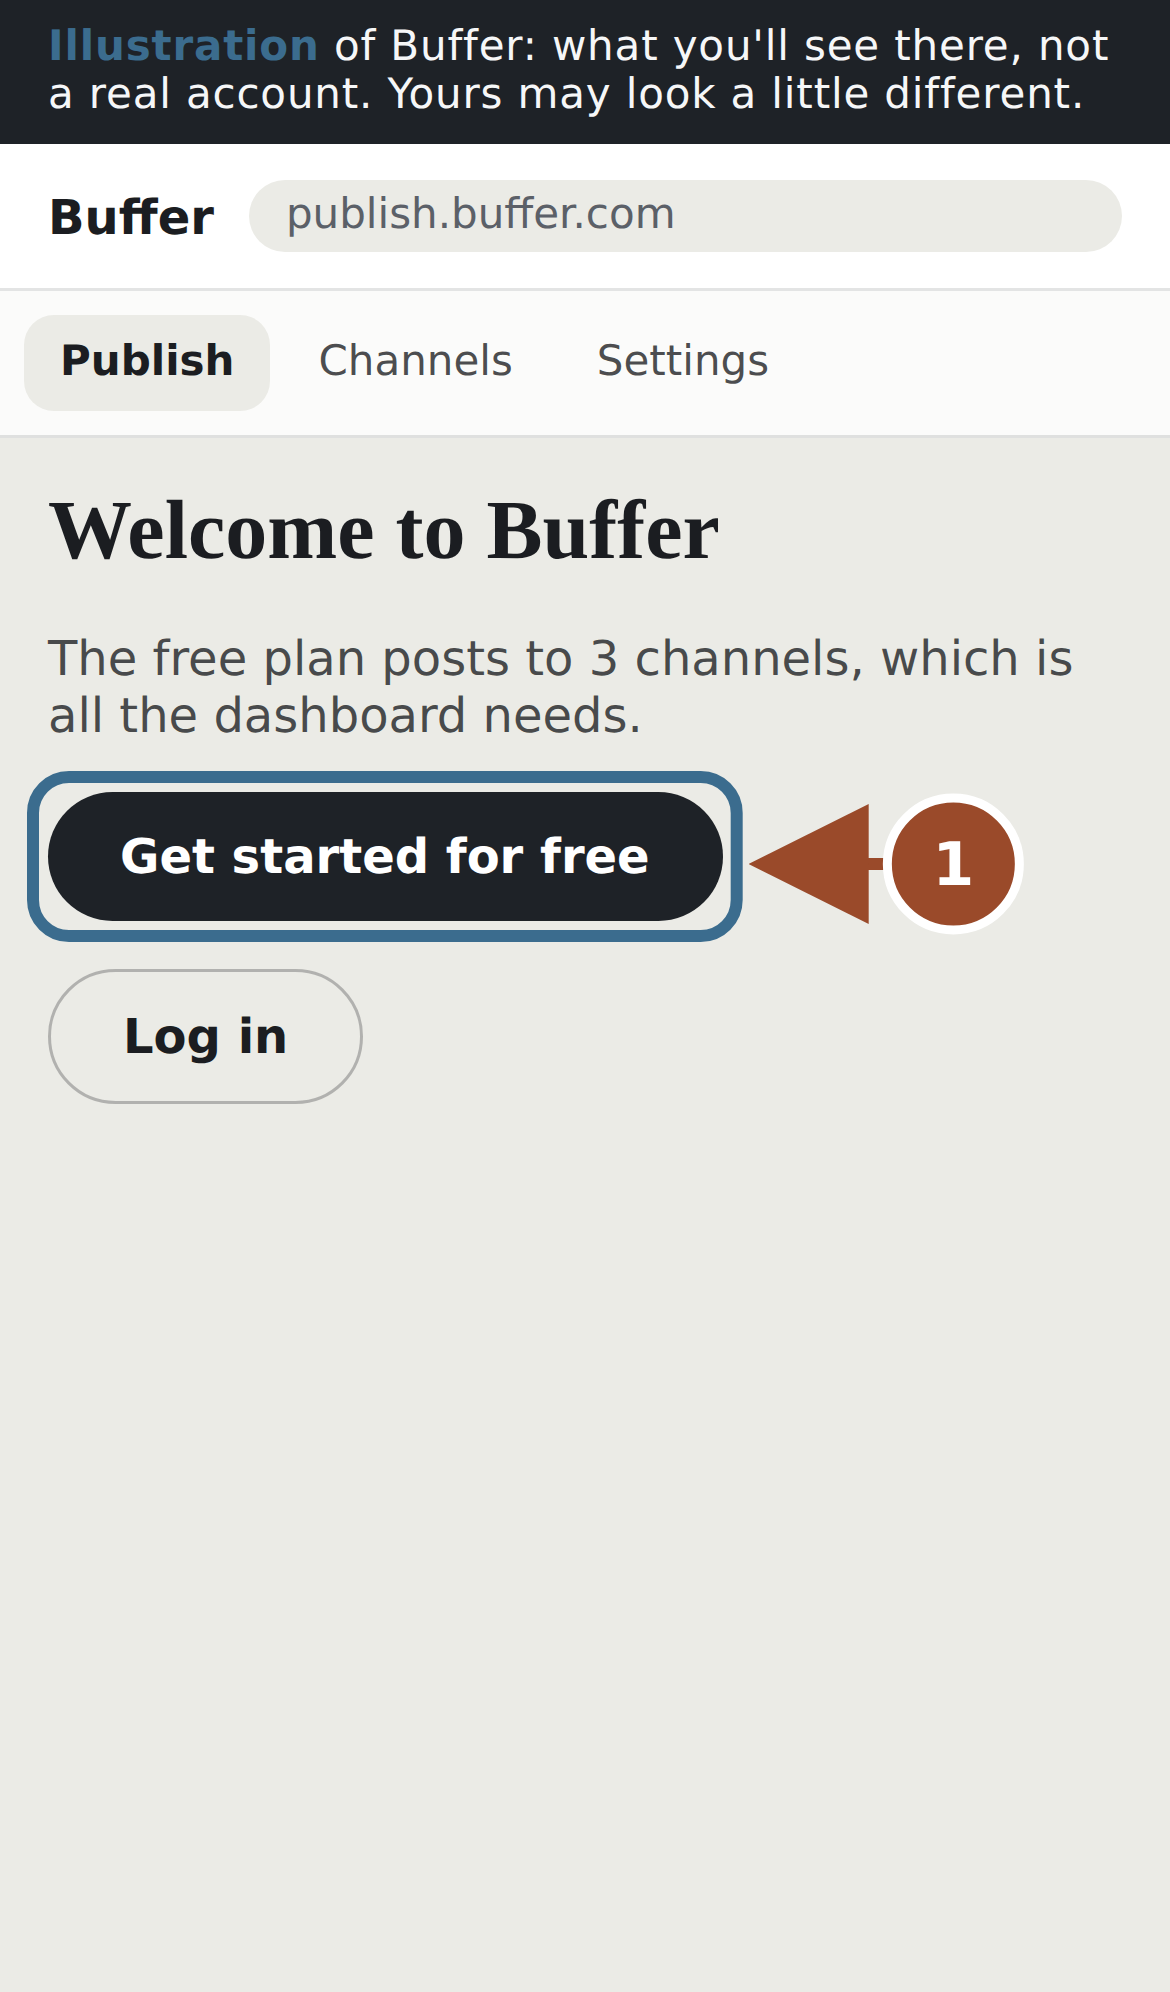 Illustration of Buffer: what you'll see there, not
a real account. Yours may look a little different.
Buffer publish.buffer.com
Publish Channels Settings
Welcome to Buffer
The free plan posts to 3 channels, which is
all the dashboard needs.
Get started for free 1
Log in